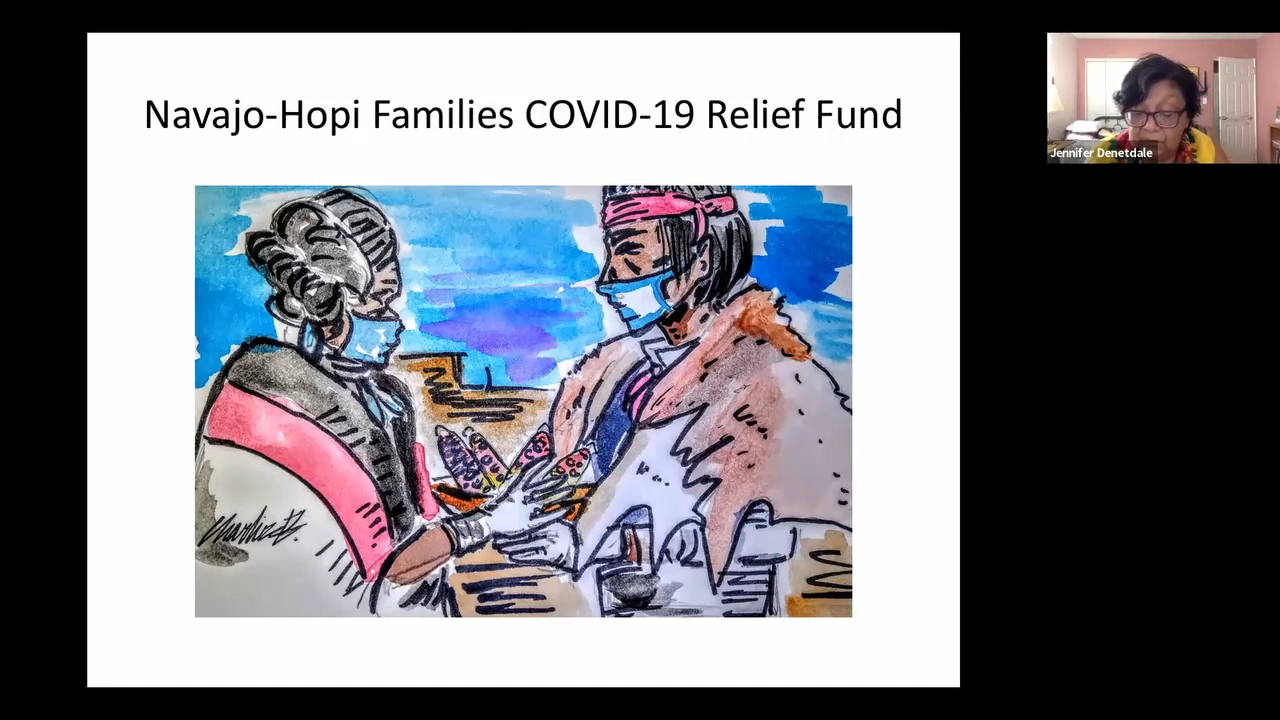 Navajo-Hopi Families COVID-19 Relief Fund
Jennifer Denetdale